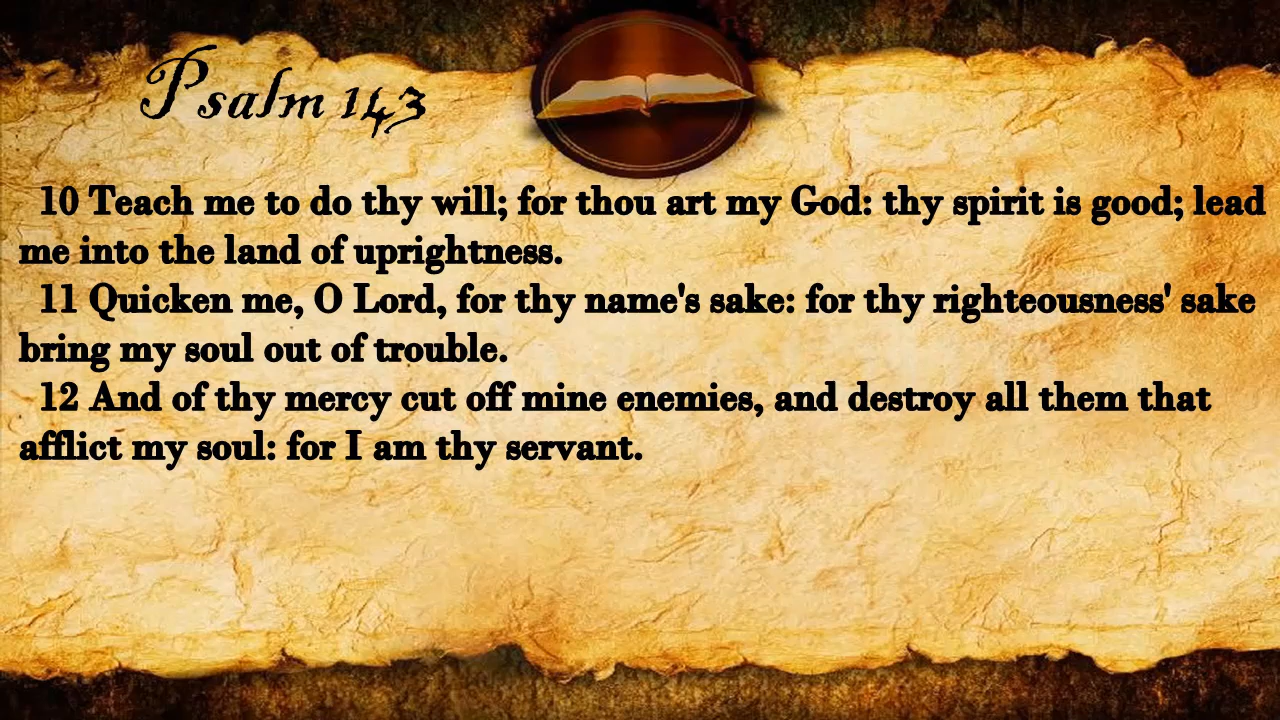 Psalm 143
10 Teach me to do thy will; for thou art my God: thy spirit is good; lead
me into the land of uprightness.
11 Quicken me, O Lord, for thy name's sake: for thy righteousness' sake
bring my soul out of trouble.
12 And of thy mercy cut off mine enemies, and destroy all them that
afflict my soul: for I am thy servant.